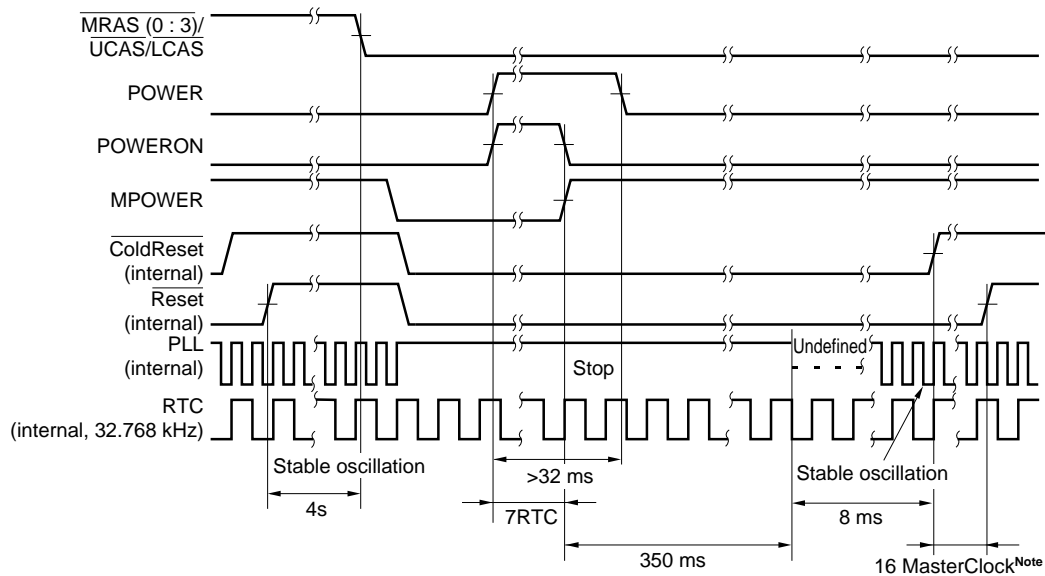 MRAS (0 : 3)/
UCAS/LCAS
POWER
POWERON
MPOWER
ColdReset
(internal)
Reset
(internal)
PLL
(internal)
Undefined
Stop
RTC
(internal, 32.768 kHz)
Stable oscillation
Stable oscillation
>32 ms
4s
7RTC
8 ms
350 ms
16 MasterClockNote